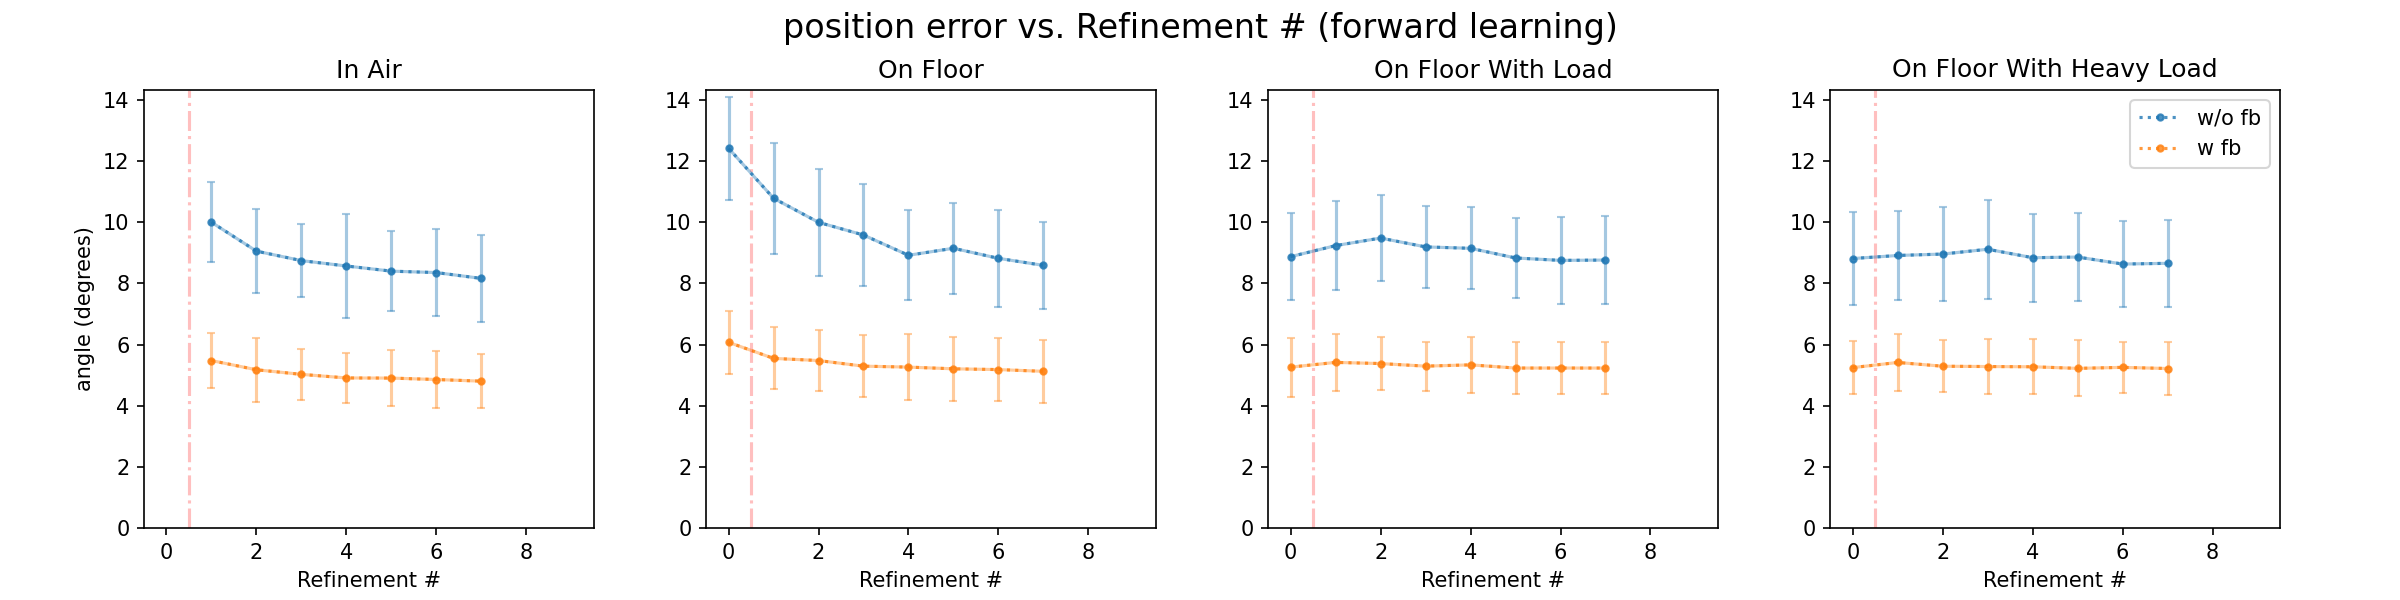 position error vs. Refinement # (forward learning)
In Air
14
12
10
8
6
4
2
0
angle (degrees)
0 2 4 6 8
Refinement #
On Floor
14
12
10
8
6
4
2
0
0 2 4 6 8
Refinement #
On Floor With Load
14
12
10
8
6
4
2
0
0 2 4 6 8
Refinement #
On Floor With Heavy Load
14
12
10
8
6
4
2
0
0 2 4 6 8
Refinement #
w/o fb
w fb